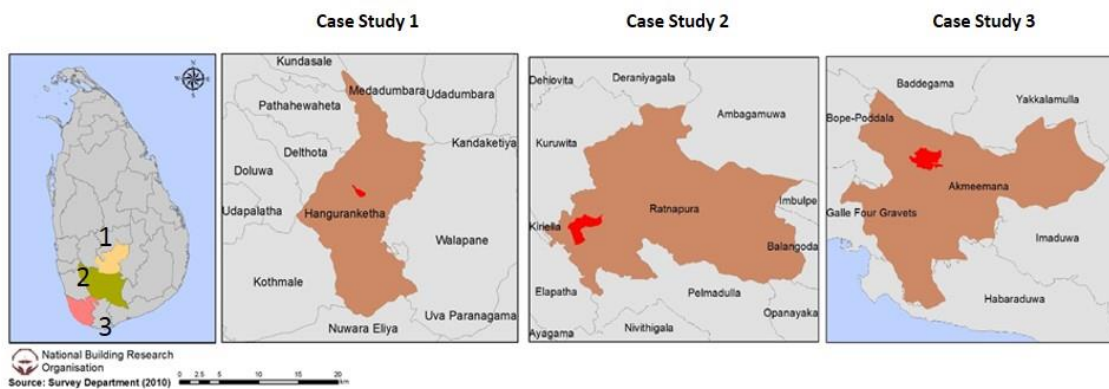 Case Study 1
Case Study 2
Case Study 3
N
1
2
3
Kundasale
Medadumbara
Udadumbara
Pathahewaheta
Kandaketiya
Delthota
Doluwa
Udapalatha
Hanguranketha
Walapane
Kothmale
Uva Paranagama
Nuwara Eliya
Dehiovita
Deraniyagala
Ambagamuwa
Kuruwita
Imbulpe
Ratnapura
Kiriella
Balangoda
Elapatha
Pelmadulla
Opanayaka
Ayagama
Nivithigala
Baddegama
Yakkalamulla
Bope-Poddala
Akmeemana
Galle Four Gravets
Imaduwa
Habaraduwa
National Building Research
Organisation
Source: Survey Department (2010)
0 2.5 5 10 15 20
km